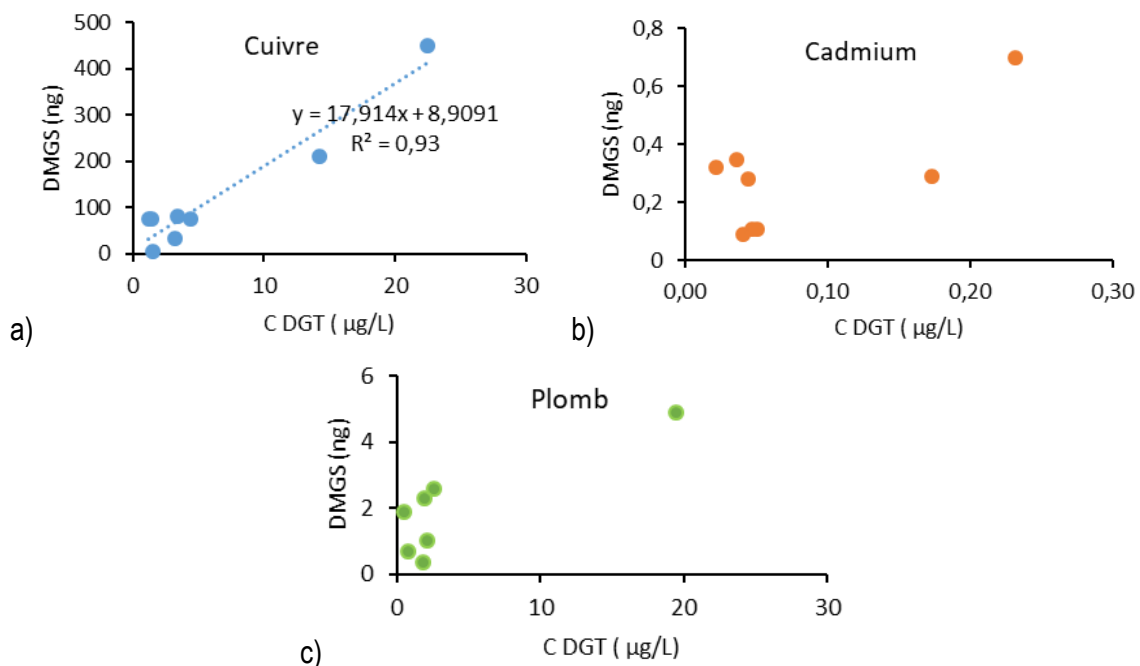 Cuivre
DMGS (ng)
500
400
300
200
100
0
y = 17,914x + 8,9091
R² = 0,93
0 10 20 30
C DGT ( µg/L)
a)
Cadmium
DMGS (ng)
0,8
0,6
0,4
0,2
0
0,00 0,10 0,20 0,30
C DGT ( µg/L)
b)
Plomb
DMGS (ng)
6
4
2
0
0 10 20 30
C DGT ( µg/L)
c)